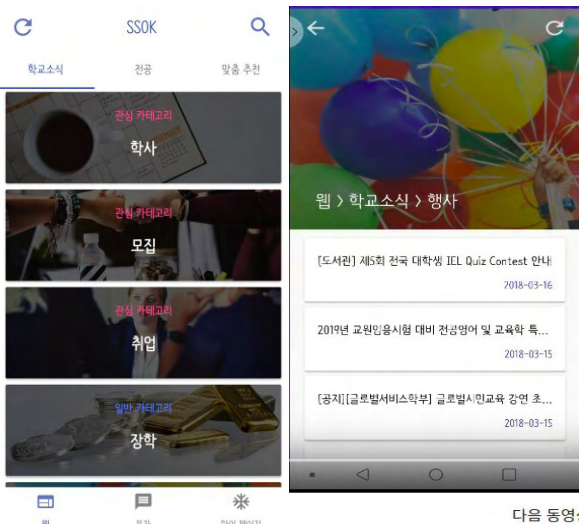 SSOK
학교소식
전공
맞춤 추천
관심 카테고리
학사
관심 카테고리
모집
관심 카테고리
취업
일반 카테고리
장학
웹 > 학교소식 > 행사
[도서관] 제5회 전국 대학생 IEL Quiz Contest 안내
2018-03-16
2019년 교원임용시험 대비 전공영어 및 교육학 특...
2018-03-15
[공지][글로벌서비스학부] 글로벌시민교육 강연 초...
2018-03-15
다음 동영상